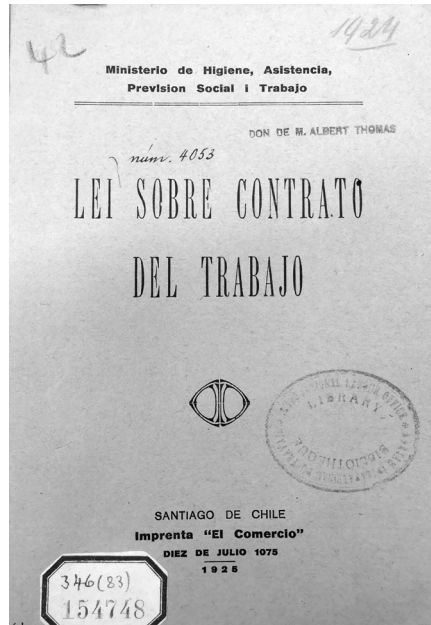 42
1924
Ministerio de Higiene, Asistencia,
Prevision Social i Trabajo
DON DE M. ALBERT THOMAS
núm. 4053
LEI SOBRE CONTRATO
DEL TRABAJO
LIBRARY
BIBLIOTHEQUE
SANTIAGO DE CHILE
Imprenta "El Comercio"
DIEZ DE JULIO 1075
1925
346(83)
154748